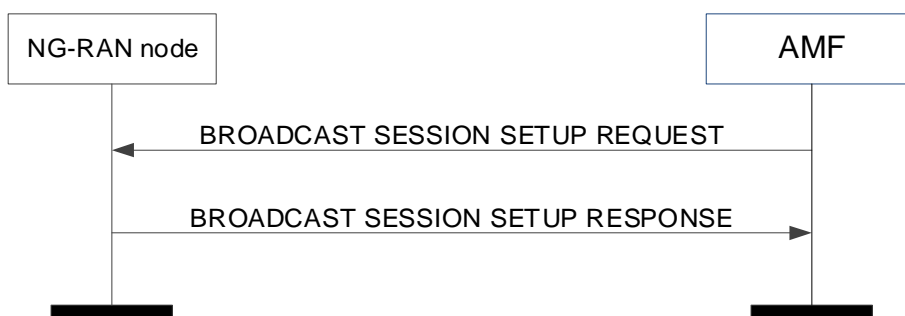 NG-RAN node
AMF
BROADCAST SESSION SETUP REQUEST
BROADCAST SESSION SETUP RESPONSE